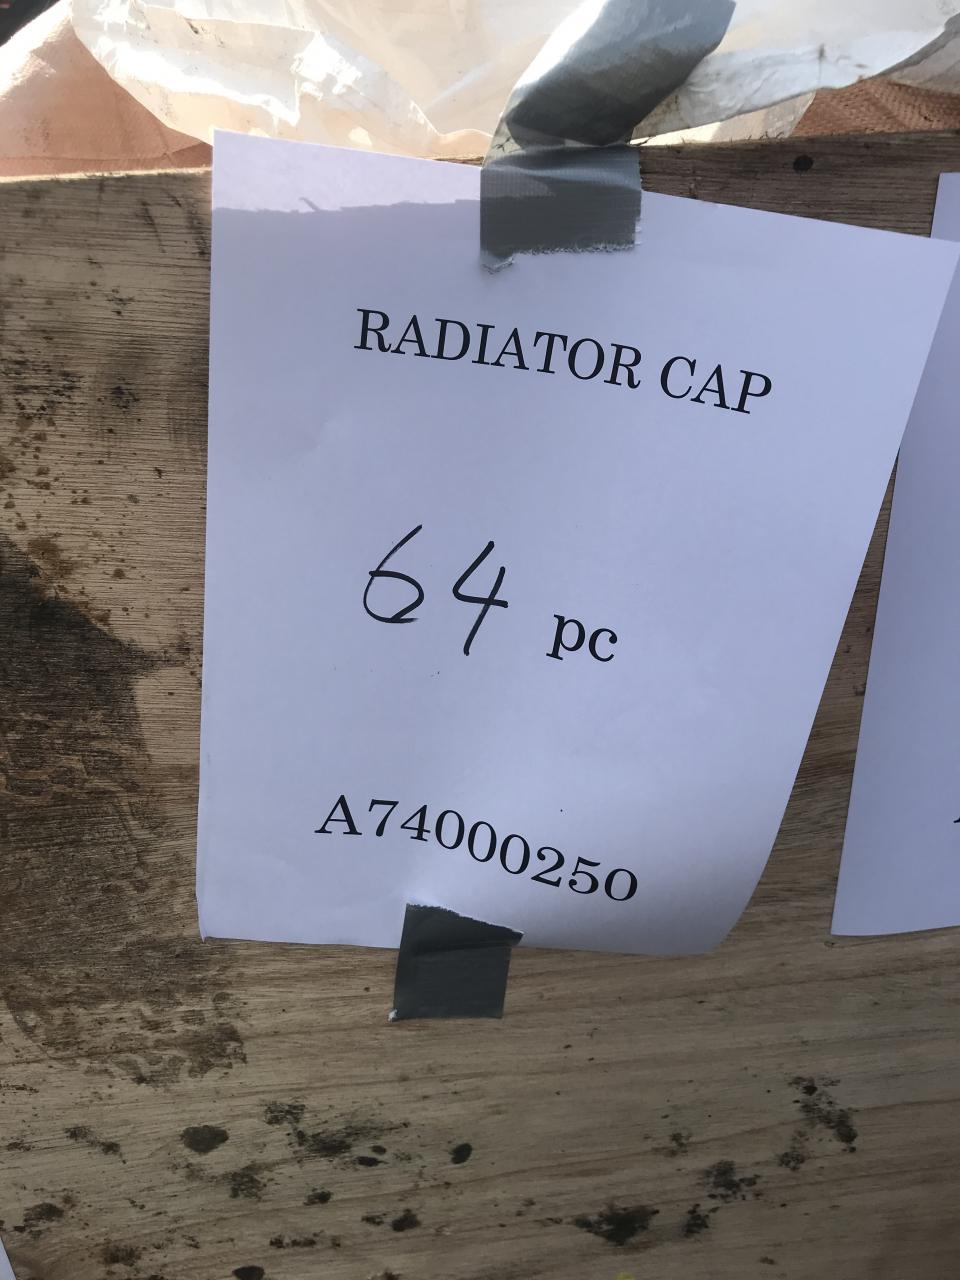 RADIATOR CAP
64 pc
A74000250